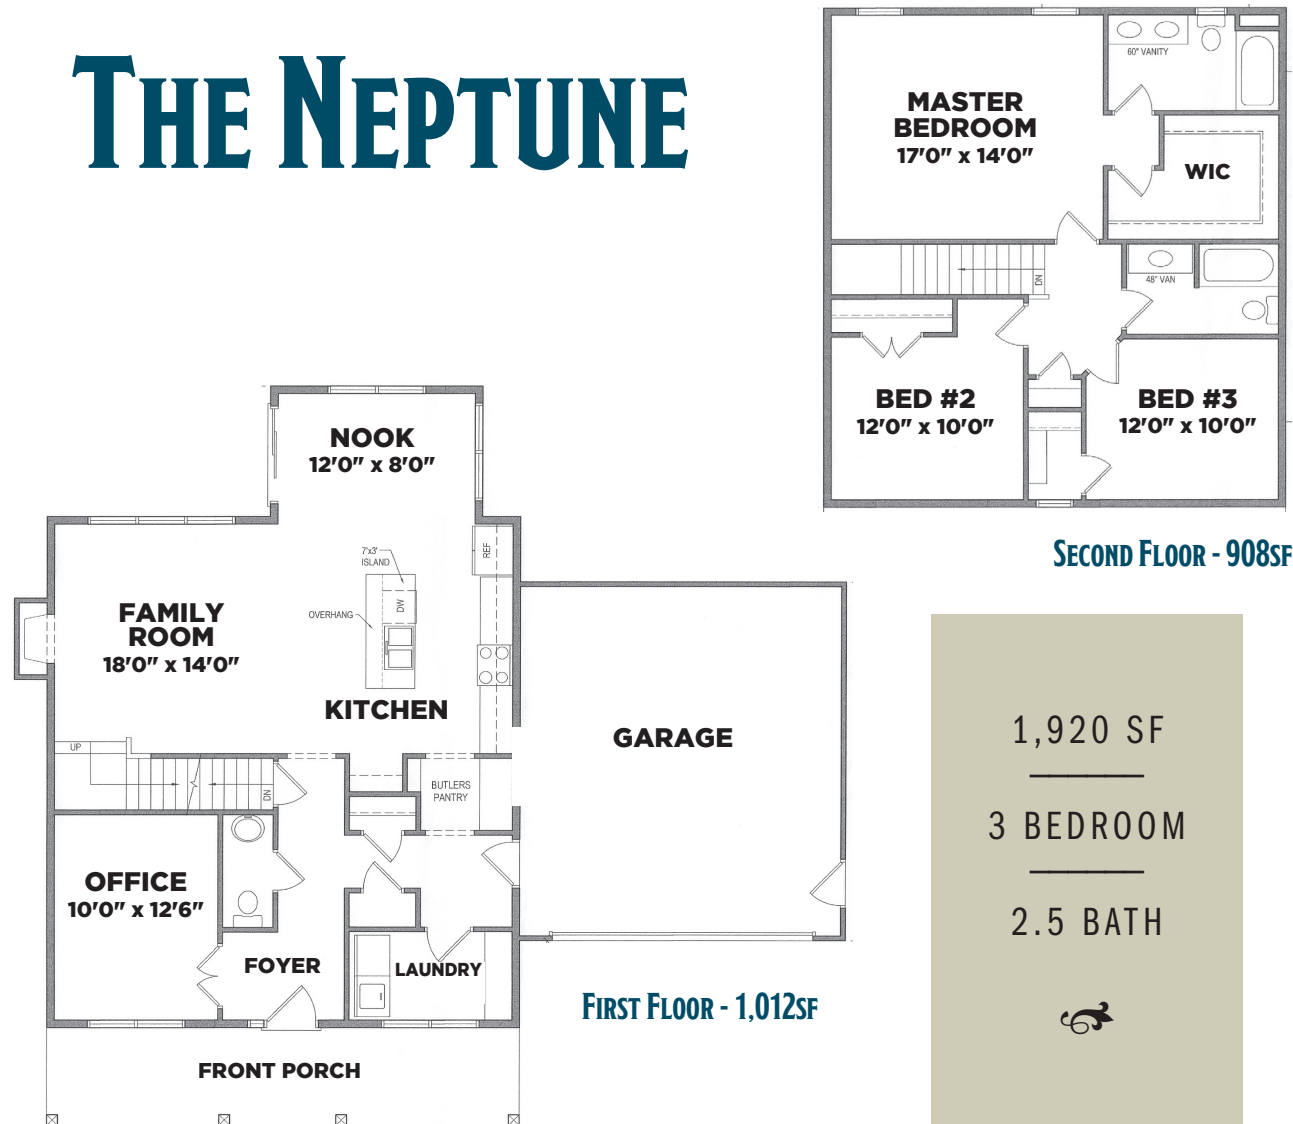 THE NEPTUNE
MASTER
BEDROOM
17'0" x 14'0"
60" VANITY
WIC
DN
48" VAN
BED #2
12'0" x 10'0"
BED #3
12'0" x 10'0"
SECOND FLOOR - 908SF
NOOK
12'0" x 8'0"
7'x3'
ISLAND
REF
DW
OVERHANG
FAMILY
ROOM
18'0" x 14'0"
KITCHEN
GARAGE
UP
DN
BUTLERS
PANTRY
OFFICE
10'0" x 12'6"
FOYER
LAUNDRY
FIRST FLOOR - 1,012SF
FRONT PORCH
1,920 SF
3 BEDROOM
2.5 BATH